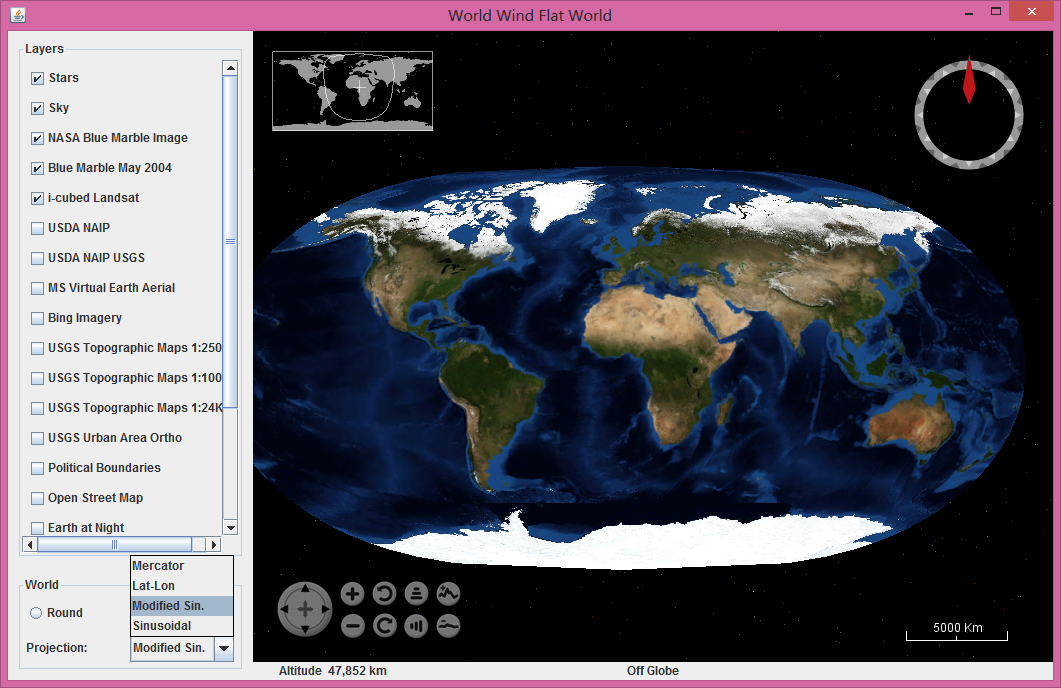 World Wind Flat World
Layers
Stars
Sky
NASA Blue Marble Image
Blue Marble May 2004
i-cubed Landsat
USDA NAIP
USDA NAIP USGS
MS Virtual Earth Aerial
Bing Imagery
USGS Topographic Maps 1:250
USGS Topographic Maps 1:100
USGS Topographic Maps 1:24K
USGS Urban Area Ortho
Political Boundaries
Open Street Map
Earth at Night
World
Round
Mercator
Lat-Lon
Modified Sin.
Sinusoidal
Projection: Modified Sin.
5000 Km
Altitude 47,852 km Off Globe